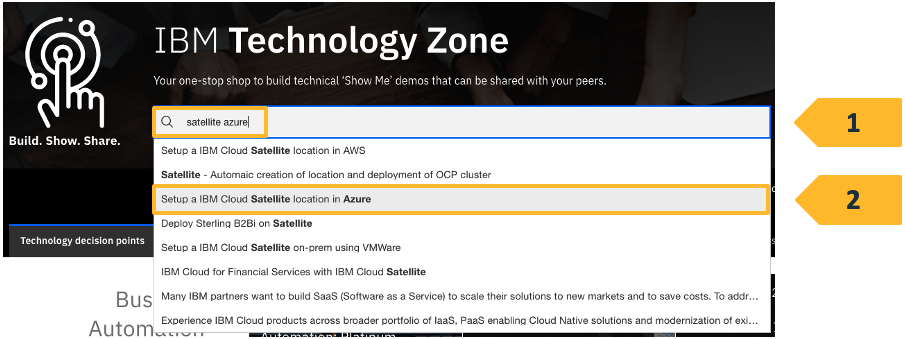 IBM Technology Zone
Your one-stop shop to build technical ‘Show Me’ demos that can be shared with your peers.
Build. Show. Share.
satellite azure
1
Setup a IBM Cloud Satellite location in AWS
Satellite - Automaic creation of location and deployment of OCP cluster
Setup a IBM Cloud Satellite location in Azure
2
Deploy Sterling B2Bi on Satellite
Technology decision points
Setup a IBM Cloud Satellite on-prem using VMWare
IBM Cloud for Financial Services with IBM Cloud Satellite
Many IBM partners want to build SaaS (Software as a Service) to scale their solutions to new markets and to save costs. To addr...
Experience IBM Cloud products across broader portfolio of IaaS, PaaS enabling Cloud Native solutions and modernization of exi...
Bus
Automation
Automation: Platinum